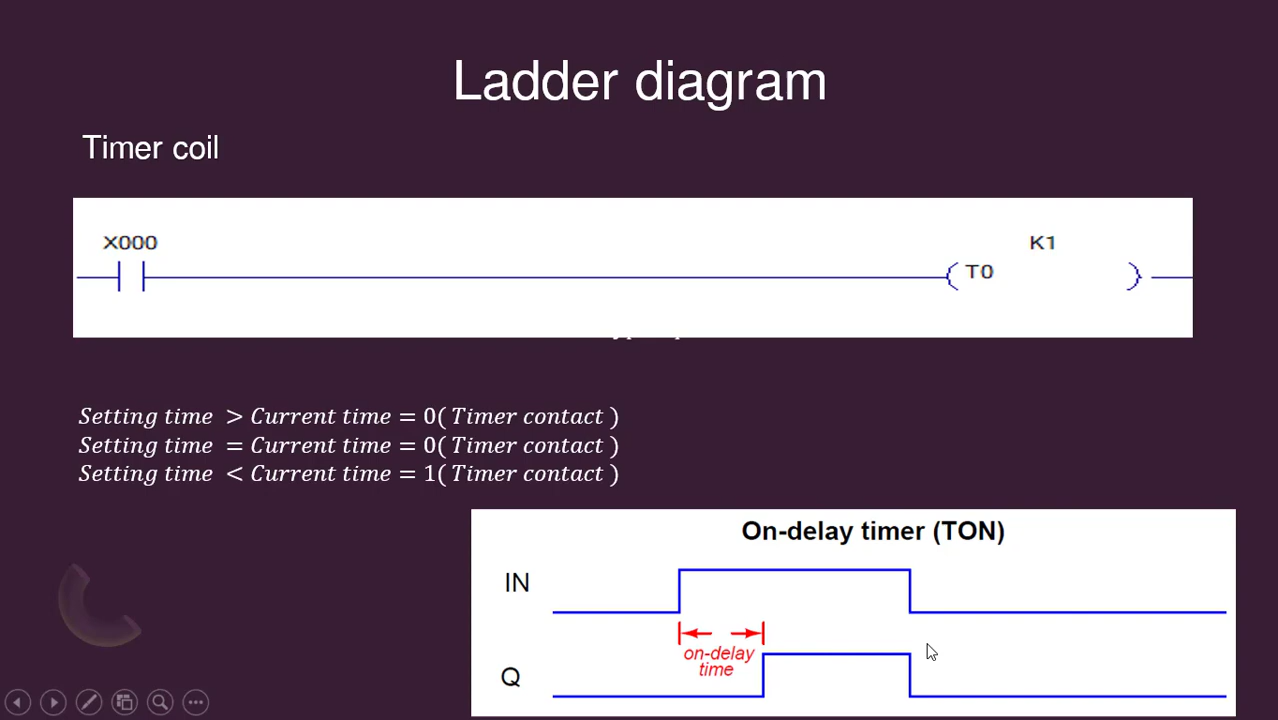 Ladder diagram
Timer coil
X000
K1
T0
Setting time > Current time = 0( Timer contact )
Setting time = Current time = 0( Timer contact )
Setting time < Current time = 1( Timer contact )
On-delay timer (TON)
IN
on-delay
time
Q